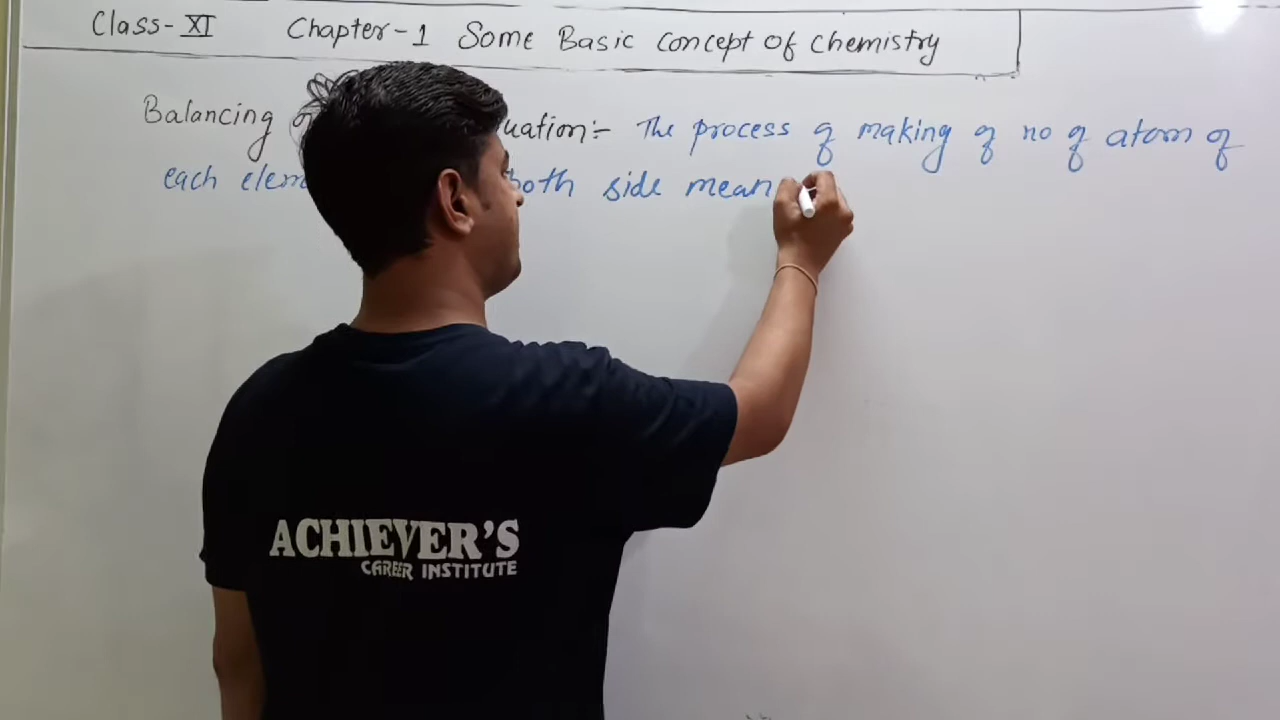 Class- XI Chapter-1 Some Basic Concept of Chemistry
Balancing uation:- The process of making of no of atom of
each elem both side mean
ACHIEVER'S
CAREER INSTITUTE